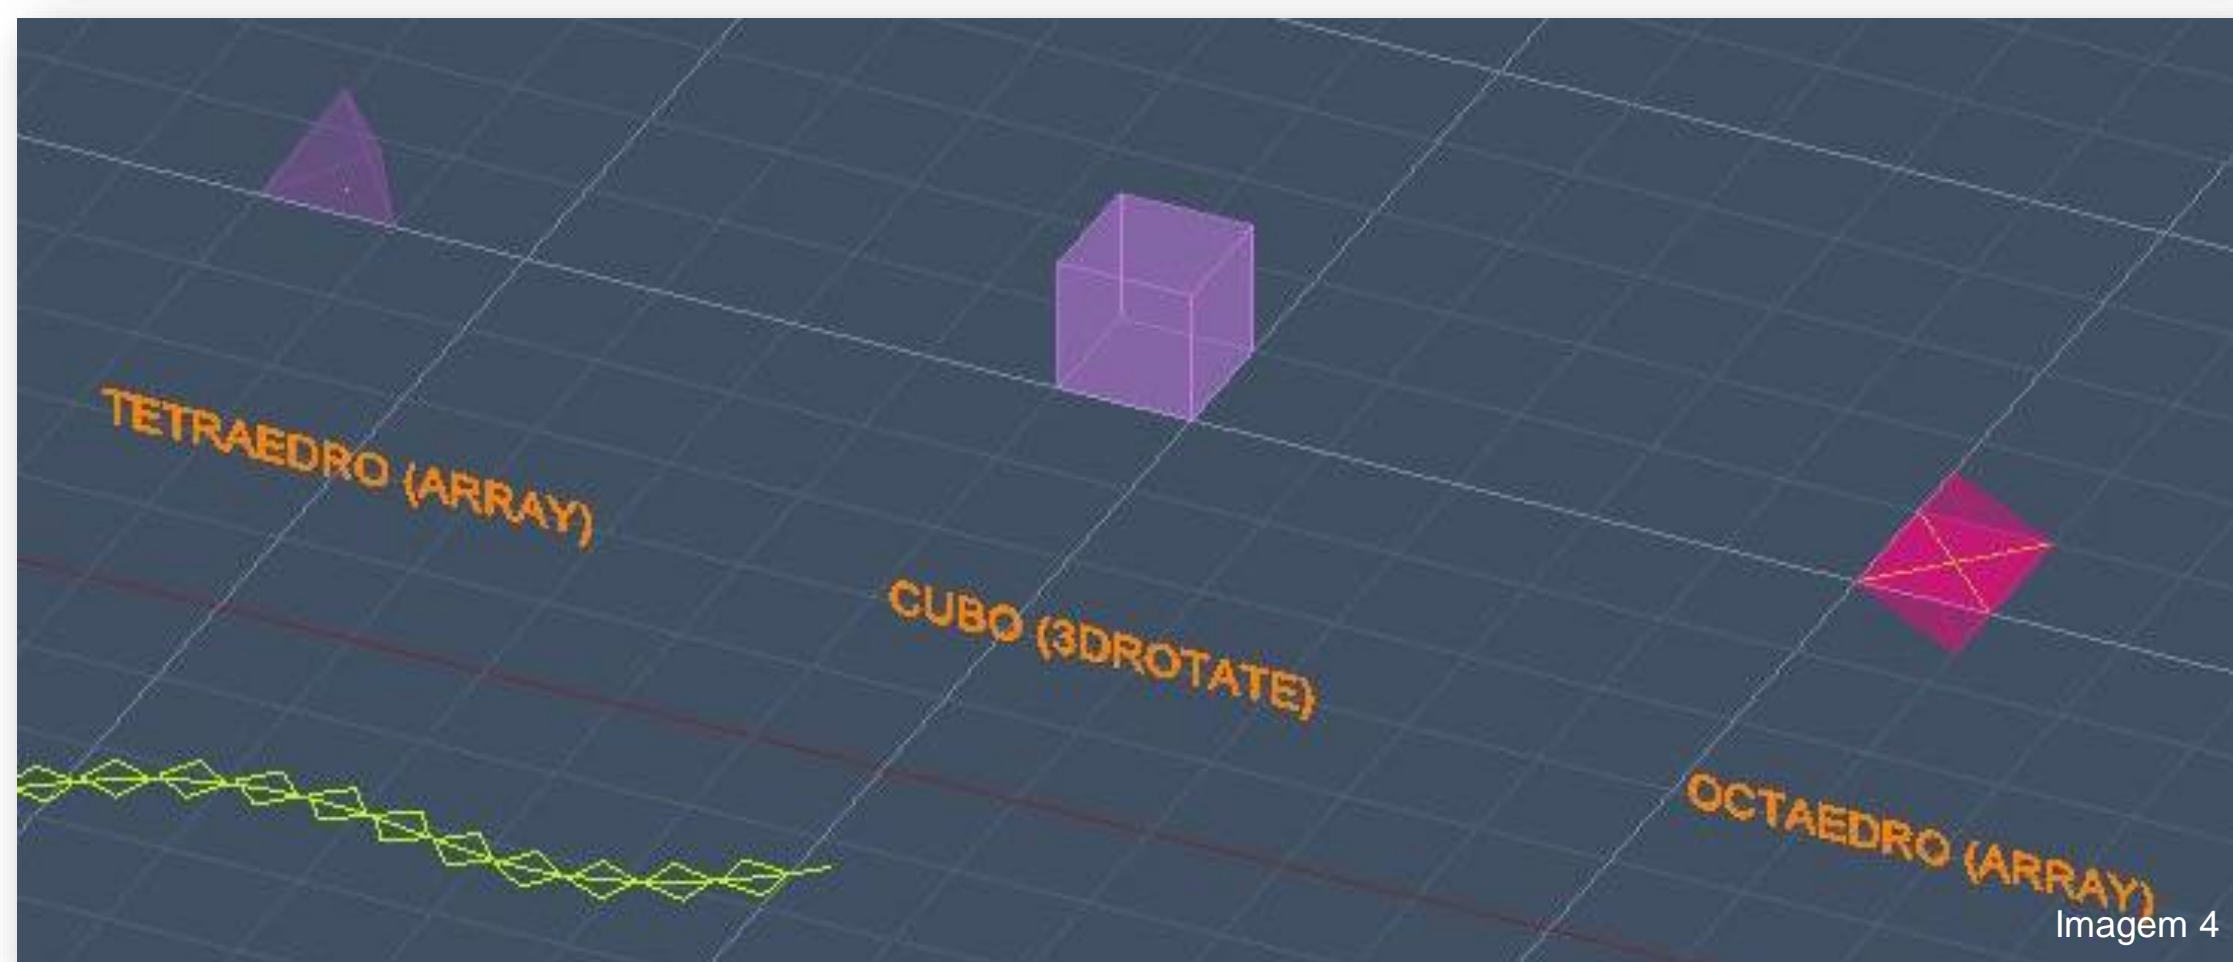 TETRAEDRO (ARRAY)
CUBO (3DROTATE)
OCTAEDRO (ARRAY)
Imagem 4